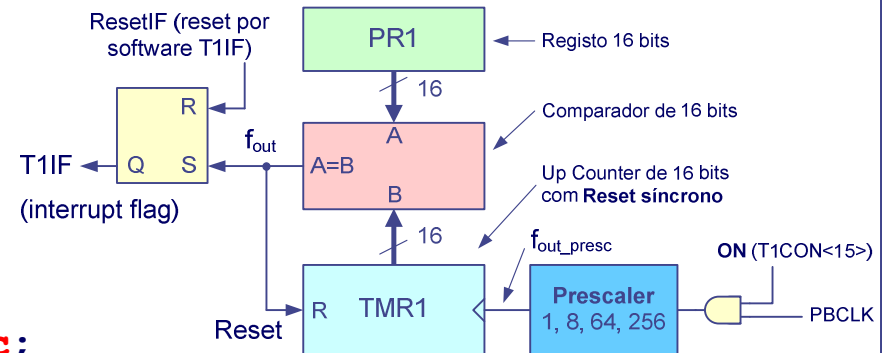 ResetIF (reset por
software T1IF)
PR1
Registo 16 bits
16
R
A
Comparador de 16 bits
fout
T1IF
Q
S
A=B
(interrupt flag)
B
Up Counter de 16 bits
com Reset síncrono
16
fout_presc
ON (T1CON<15>)
Prescaler
1, 8, 64, 256
PBCLK
R
TMR1
Reset